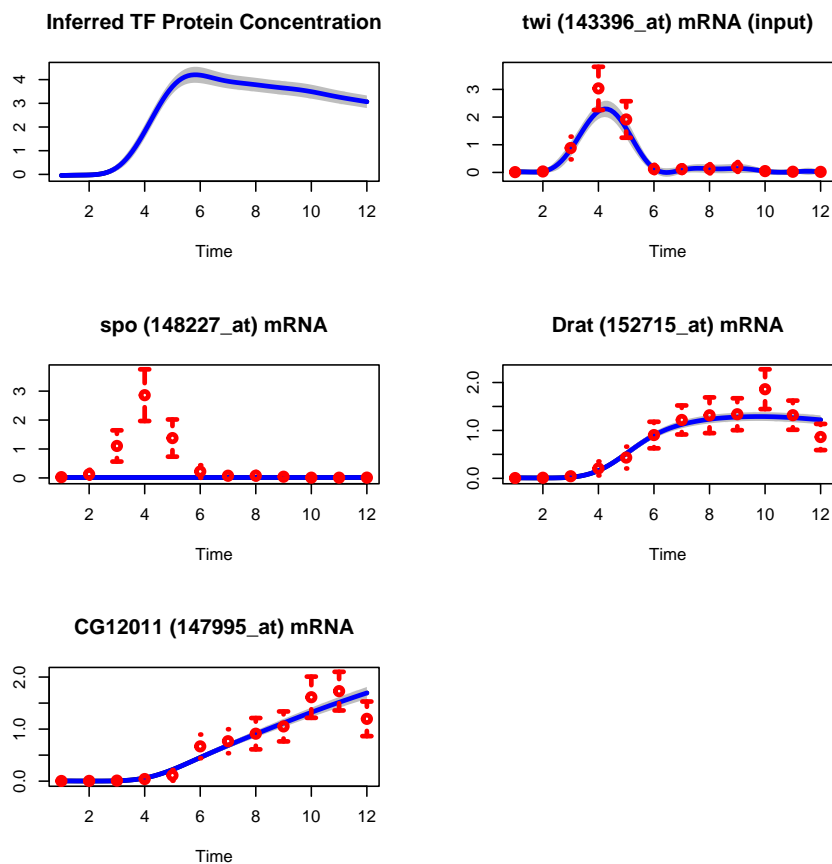 Inferred TF Protein Concentration
4
3
2
1
0
2 4 6 8 10 12
Time
twi (143396_at) mRNA (input)
3
2
1
0
2 4 6 8 10 12
Time
spo (148227_at) mRNA
3
2
1
0
2 4 6 8 10 12
Time
Drat (152715_at) mRNA
2.0
1.0
0.0
2 4 6 8 10 12
Time
CG12011 (147995_at) mRNA
2.0
1.0
0.0
2 4 6 8 10 12
Time